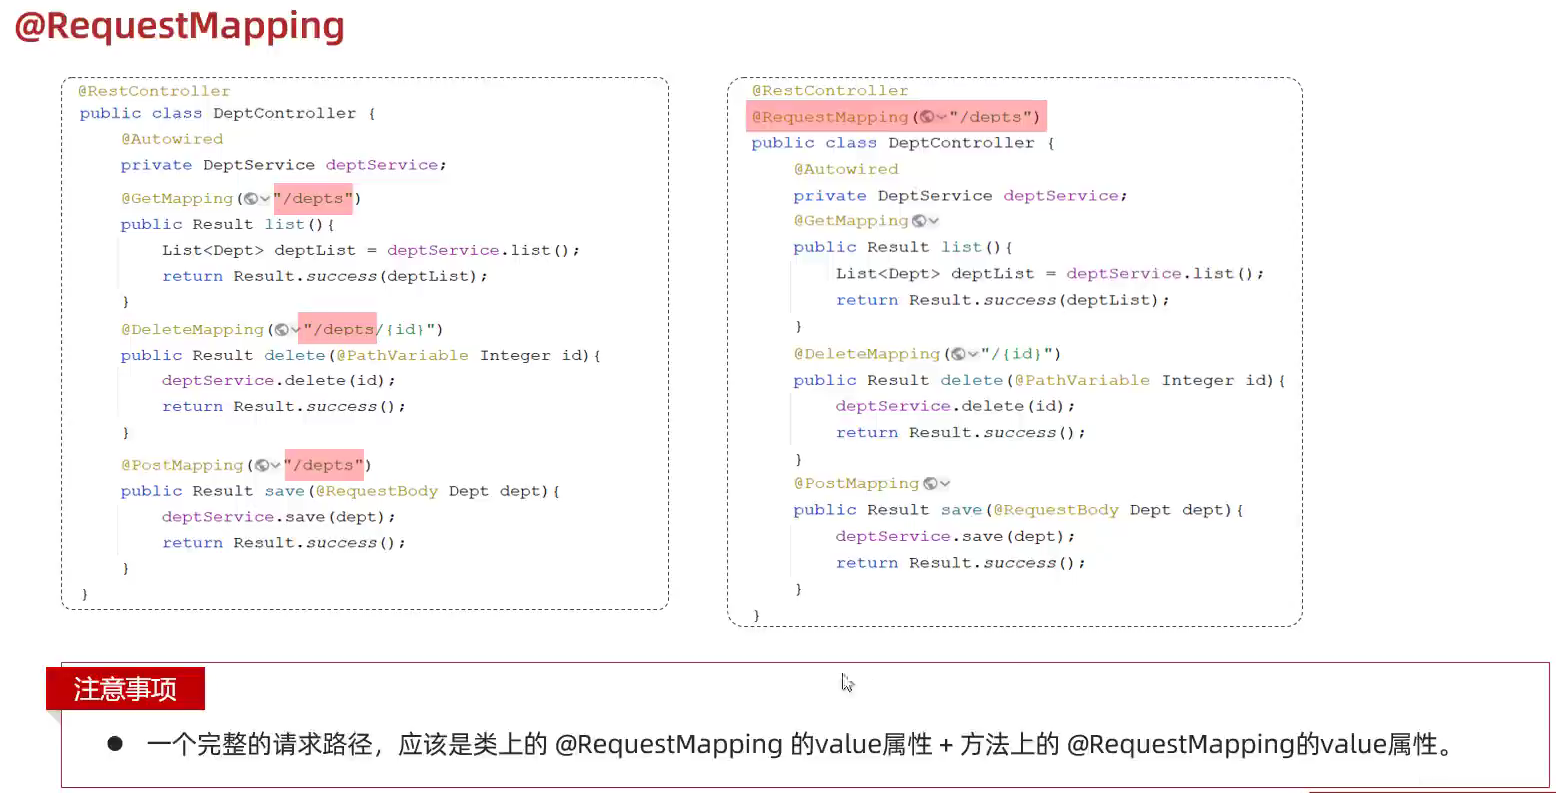 @RequestMapping
@RestController
public class DeptController {
@Autowired
private DeptService deptService;
@GetMapping("/depts")
public Result list(){
List<Dept> deptList = deptService.list();
return Result.success(deptList);
}
@DeleteMapping("/depts/{id}")
public Result delete(@PathVariable Integer id){
deptService.delete(id);
return Result.success();
}
@PostMapping("/depts")
public Result save(@RequestBody Dept dept){
deptService.save(dept);
return Result.success();
}
}
@RestController
@RequestMapping("/depts")
public class DeptController {
@Autowired
private DeptService deptService;
@GetMapping
public Result list(){
List<Dept> deptList = deptService.list();
return Result.success(deptList);
}
@DeleteMapping("/{id}")
public Result delete(@PathVariable Integer id){
deptService.delete(id);
return Result.success();
}
@PostMapping
public Result save(@RequestBody Dept dept){
deptService.save(dept);
return Result.success();
}
}
注意事项
● 一个完整的请求路径，应该是类上的 @RequestMapping 的value属性 + 方法上的 @RequestMapping的value属性。